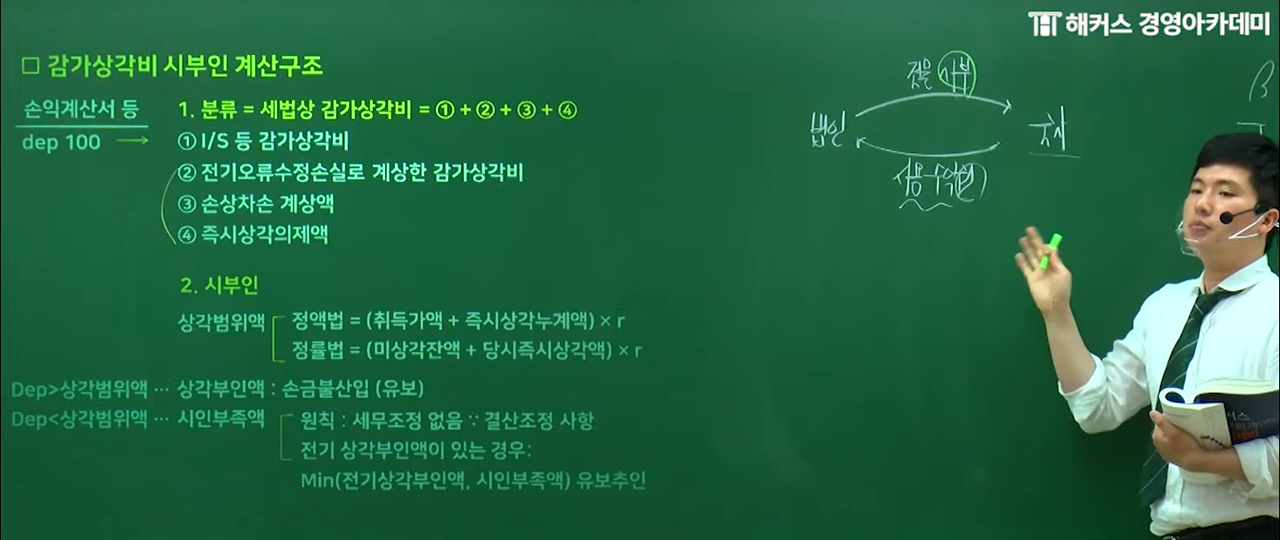 해커스 경영아카데미
□ 감가상각비 시부인 계산구조
손익계산서 등
dep 100 →
1. 분류 = 세법상 감가상각비 = ① + ② + ③ + ④
① I/S 등 감가상각비
② 전기오류수정손실로 계상한 감가상각비
③ 손상차손 계상액
④ 즉시상각의제액
2. 시부인
상각범위액
정액법 = (취득가액 + 즉시상각누계액) × r
정률법 = (미상각잔액 + 당시즉시상각액) × r
Dep>상각범위액 ··· 상각부인액 : 손금불산입 (유보)
Dep<상각범위액 ··· 시인부족액
원칙 : 세무조정 없음 ∵ 결산조정 사항
전기 상각부인액이 있는 경우:
Min(전기상각부인액, 시인부족액) 유보추인
법인